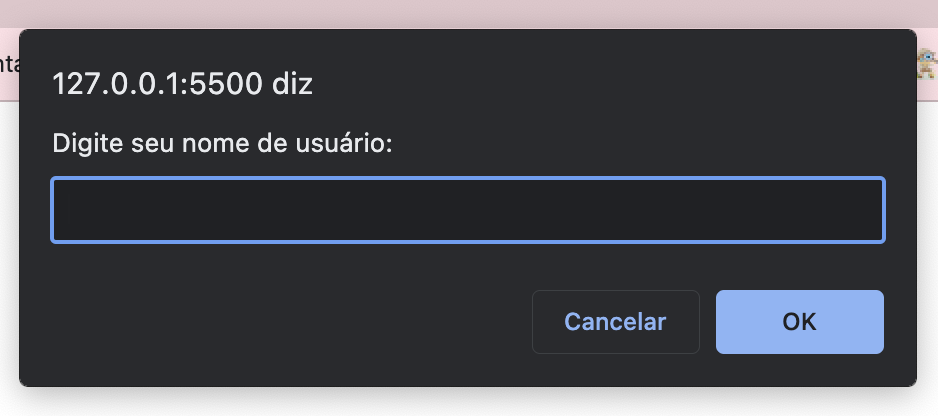 127.0.0.1:5500 diz
Digite seu nome de usuário:
Cancelar
OK